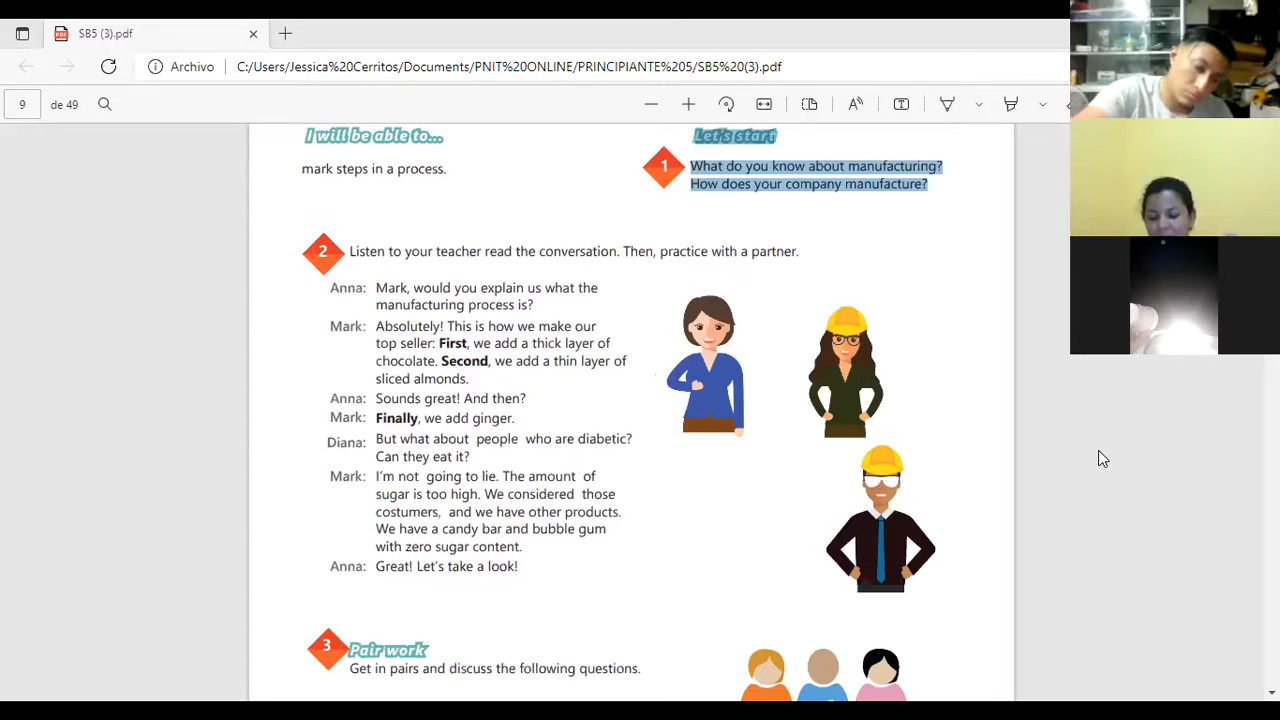 SB5 (3).pdf
Archivo
C:/Users/Jessica%20Cerritos/Documents/PNIT%20ONLINE/PRINCIPIANTE%205/SB5%20(3).pdf
9
de 49
I will be able to...
mark steps in a process.
Let's start
1
What do you know about manufacturing?
How does your company manufacture?
2
Listen to your teacher read the conversation. Then, practice with a partner.
Anna: Mark, would you explain us what the
manufacturing process is?
Mark: Absolutely! This is how we make our
top seller: First, we add a thick layer of
chocolate. Second, we add a thin layer of
sliced almonds.
Anna: Sounds great! And then?
Mark: Finally, we add ginger.
Diana: But what about people who are diabetic?
Can they eat it?
Mark: I'm not going to lie. The amount of
sugar is too high. We considered those
costumers, and we have other products.
We have a candy bar and bubble gum
with zero sugar content.
Anna: Great! Let's take a look!
3
Pair work
Get in pairs and discuss the following questions.